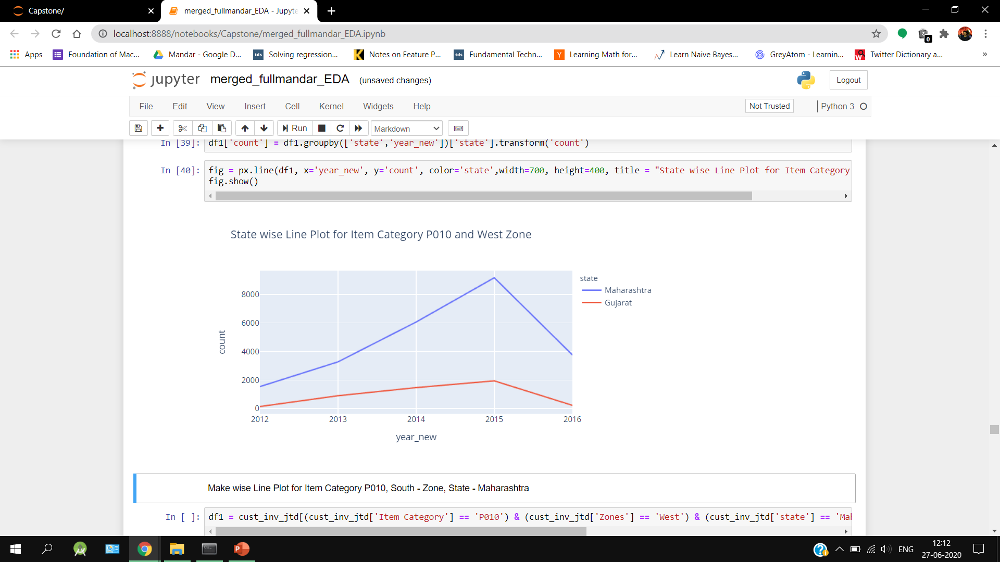 Capstone/
merged_fullmandar_EDA - Jupyte
localhost:8888/notebooks/Capstone/merged_fullmandar_EDA.ipynb
0
Apps
Foundation of Mac...
Mandar - Google D...
tds Solving regression...
K Notes on Feature P...
tds Fundamental Techn...
Y Learning Math for...
Learn Naive Bayes...
GreyAtom - Learnin...
Twitter Dictionary a...
»
jupyter merged_fullmandar_EDA (unsaved changes)
Logout
File Edit View Insert Cell Kernel Widgets Help
Not Trusted
Python 3
Run
Markdown
In [39]: df1['count'] = df1.groupby(['state','year_new'])['state'].transform('count')
In [40]: fig = px.line(df1, x='year_new', y='count', color='state',width=700, height=400, title = "State wise Line Plot for Item Category
fig.show()
State wise Line Plot for Item Category P010 and West Zone
8000
6000
4000
2000
0
count
2012 2013 2014 2015 2016
year_new
state
Maharashtra
Gujarat
Make wise Line Plot for Item Category P010, South - Zone, State - Maharashtra
In [ ]: df1 = cust_inv_jtd[(cust_inv_jtd['Item Category'] == 'P010') & (cust_inv_jtd['Zones'] == 'West') & (cust_inv_jtd['state'] == 'Mah
ENG
12:12
27-06-2020